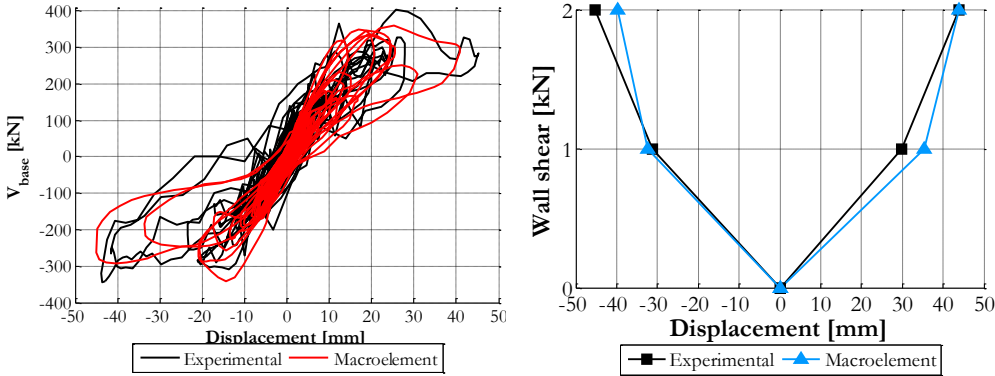 400
300
200
100
0
-100
-200
-300
-400
V_base [kN]
-50 -40 -30 -20 -10 0 10 20 30 40 50
Displacement [mm]
Experimental Macroelement
2
1
0
Wall shear [kN]
-50 -40 -30 -20 -10 0 10 20 30 40 50
Displacement [mm]
Experimental Macroelement